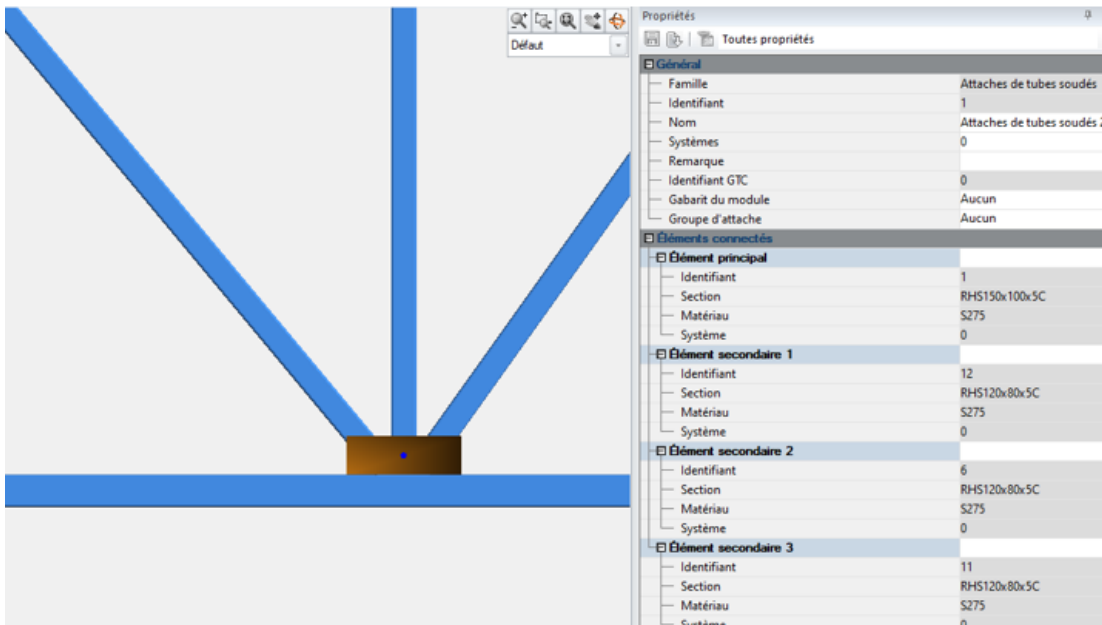 Défaut
Propriétés
Toutes propriétés
Général
Famille Attaches de tubes soudés
Identifiant 1
Nom Attaches de tubes soudés 2
Systèmes 0
Remarque
Identifiant GTC 0
Gabarit du module Aucun
Groupe d'attache Aucun
Éléments connectés
Élément principal
Identifiant 1
Section RHS150x100x5C
Matériau S275
Système 0
Élément secondaire 1
Identifiant 12
Section RHS120x80x5C
Matériau S275
Système 0
Élément secondaire 2
Identifiant 6
Section RHS120x80x5C
Matériau S275
Système 0
Élément secondaire 3
Identifiant 11
Section RHS120x80x5C
Matériau S275
Système 0